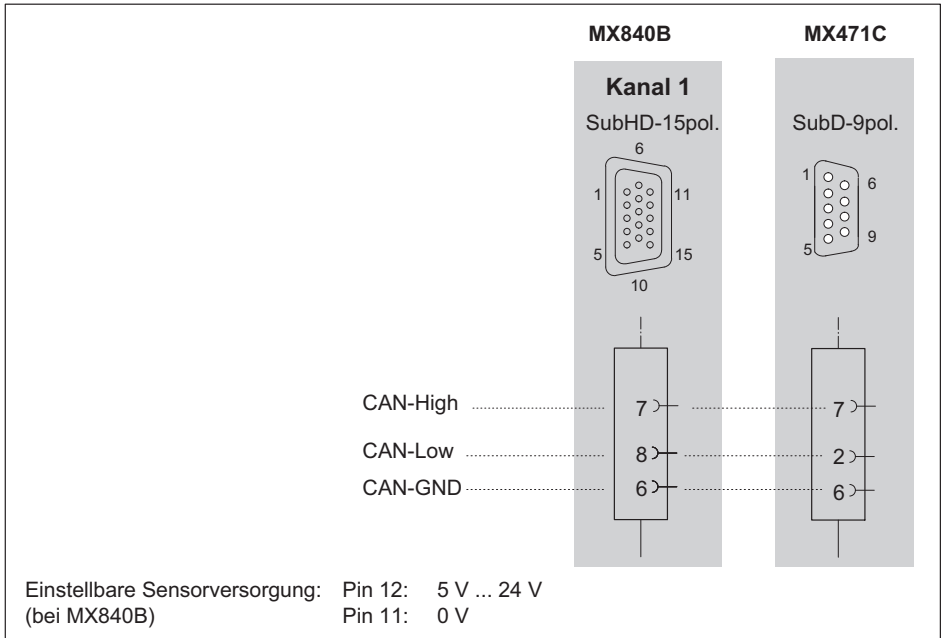 MX840B MX471C
Kanal 1
SubHD-15pol. SubD-9pol.
6
1 11
5 15
10
1 6
5 9
CAN-High 7 7
CAN-Low 8 2
CAN-GND 6 6
Einstellbare Sensorversorgung: Pin 12: 5 V ... 24 V
(bei MX840B) Pin 11: 0 V